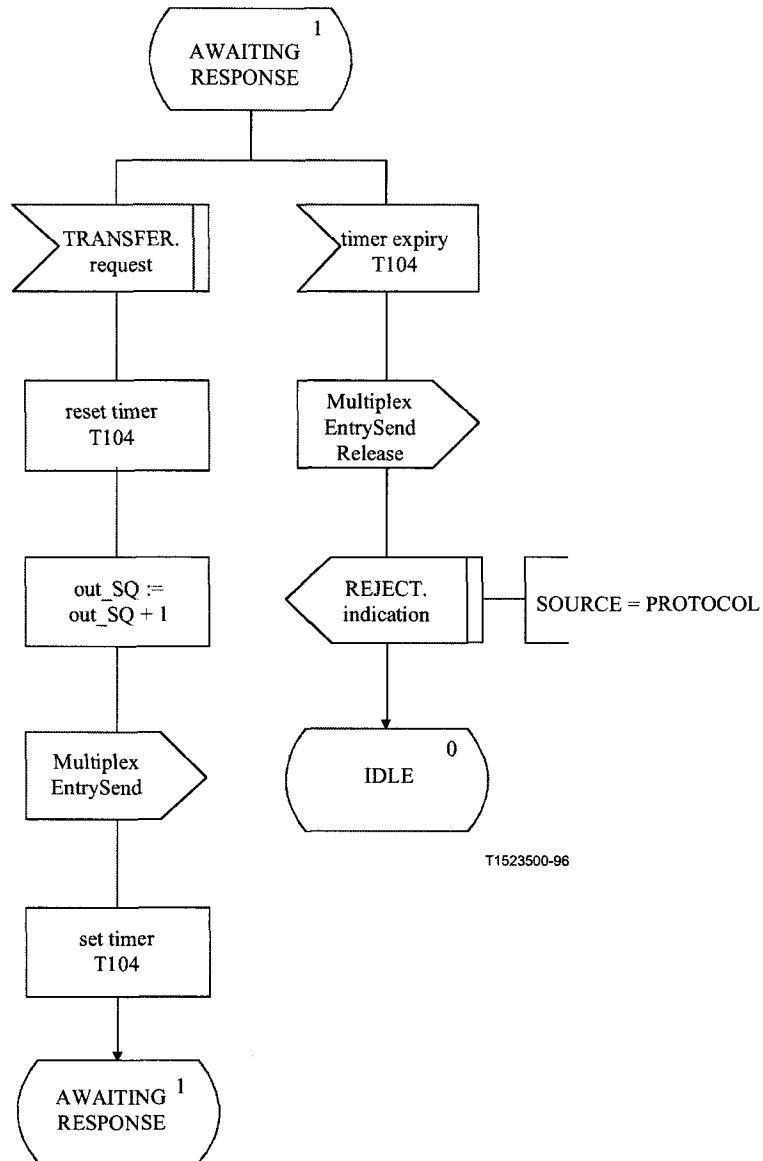 1
AWAITING
RESPONSE
TRANSFER.
request
timer expiry
T104
reset timer
T104
Multiplex
EntrySend
Release
out_SQ :=
out_SQ + 1
REJECT.
indication
SOURCE = PROTOCOL
Multiplex
EntrySend
0
IDLE
T1523500-96
set timer
T104
AWAITING 1
RESPONSE